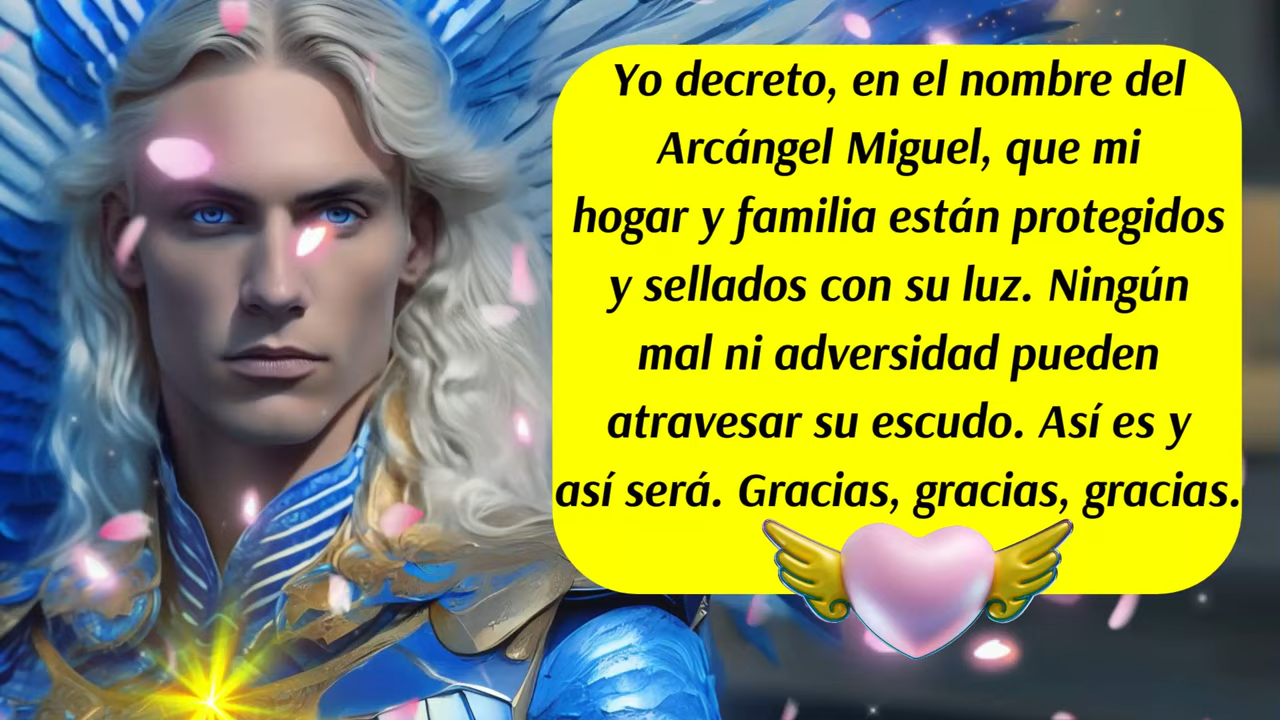 Yo decreto, en el nombre del
Arcángel Miguel, que mi
hogar y familia están protegidos
y sellados con su luz. Ningún
mal ni adversidad pueden
atravesar su escudo. Así es y
así será. Gracias, gracias, gracias.